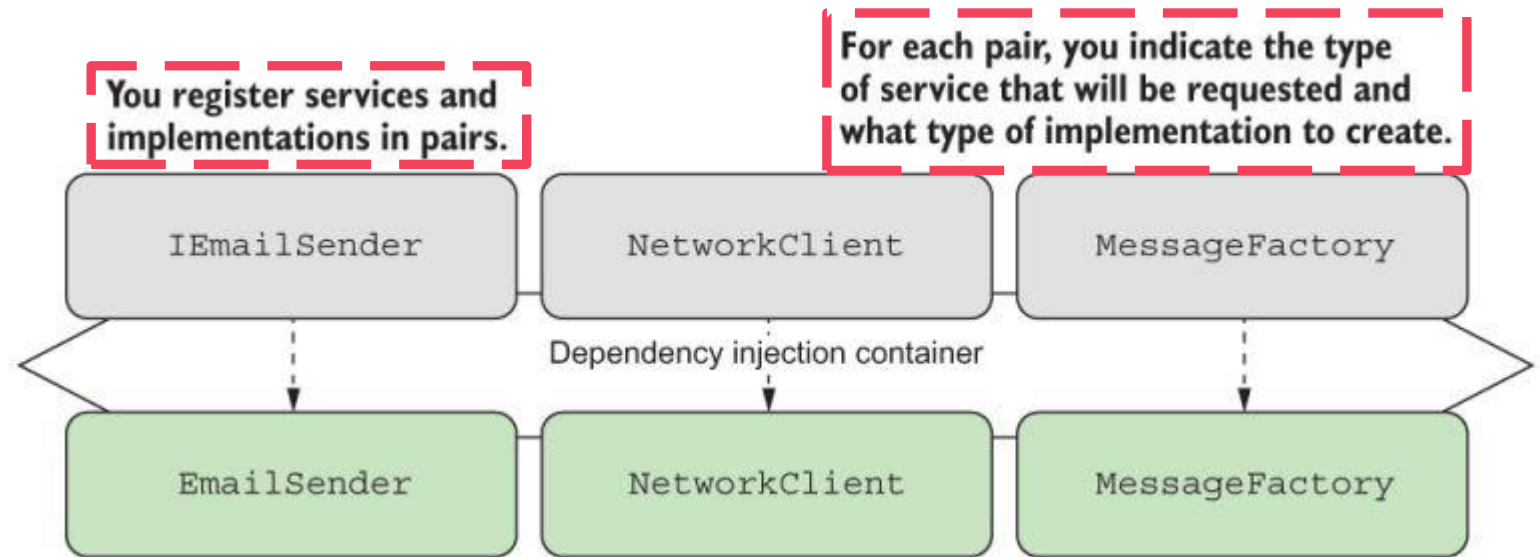 You register services and
implementations in pairs.
For each pair, you indicate the type
of service that will be requested and
what type of implementation to create.
IEmailSender
NetworkClient
MessageFactory
Dependency injection container
EmailSender
NetworkClient
MessageFactory